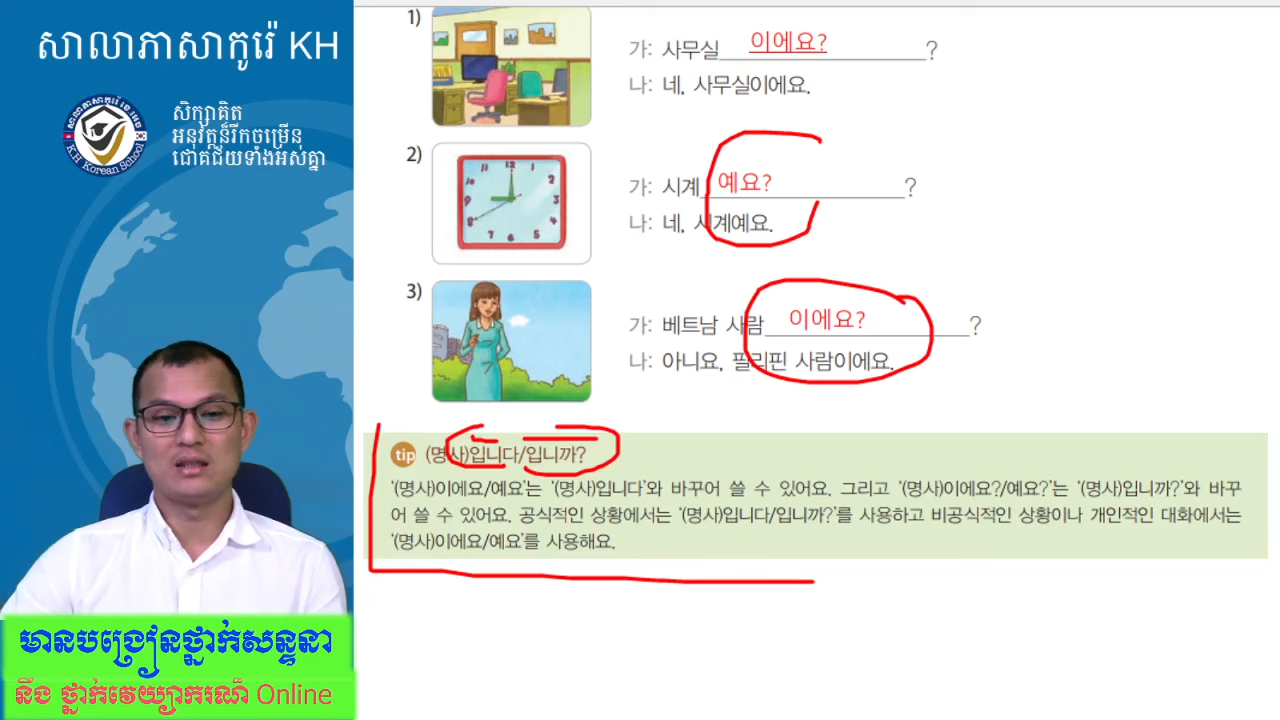 សាលាភាសាកូរ៉េ KH
K.H Korean School
សិក្សាគិត
អនុវត្តន៏រីកចម្រើន
ជោគជ័យទាំងអស់គ្នា
1)
가: 사무실 이에요??
나: 네, 사무실이에요.
2)
가: 시계 예요??
나: 네, 시계예요.
3)
가: 베트남 사람 이에요??
나: 아니요, 필리핀 사람이에요.
tip (명사)입니다/입니까?
‘(명사)이에요/예요’는 ‘(명사)입니다’와 바꾸어 쓸 수 있어요. 그리고 ‘(명사)이에요?/예요?’는 ‘(명사)입니까?’와 바꾸
어 쓸 수 있어요. 공식적인 상황에서는 ‘(명사)입니다/입니까?’를 사용하고 비공식적인 상황이나 개인적인 대화에서는
‘(명사)이에요/예요’를 사용해요.
មានបង្រៀនថ្នាក់សន្ទនា
នឹង ថ្នាក់វេយ្យាករណ៏ Online